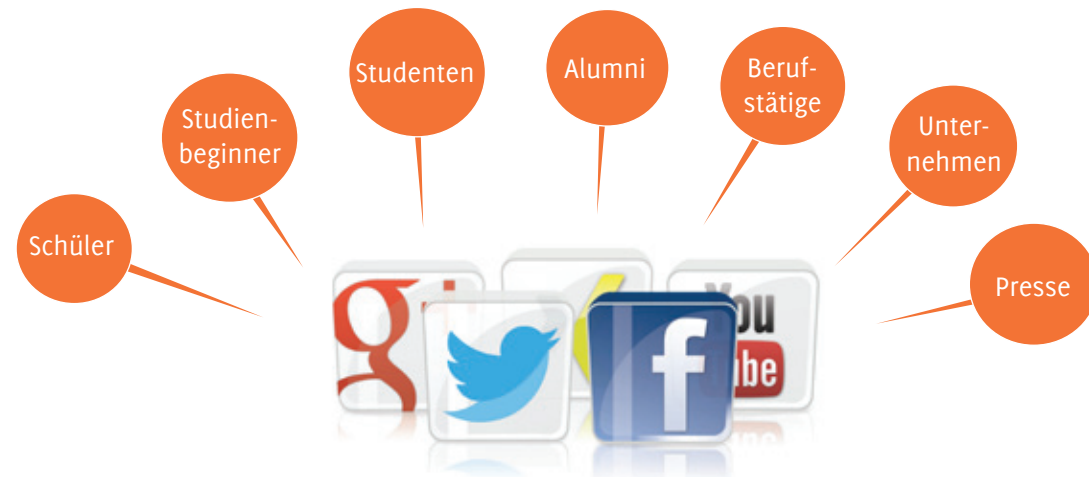 Schüler
Studien-
beginner
Studenten
Alumni
Beruf-
stätige
Unter-
nehmen
Presse
g+
f
You
Tube